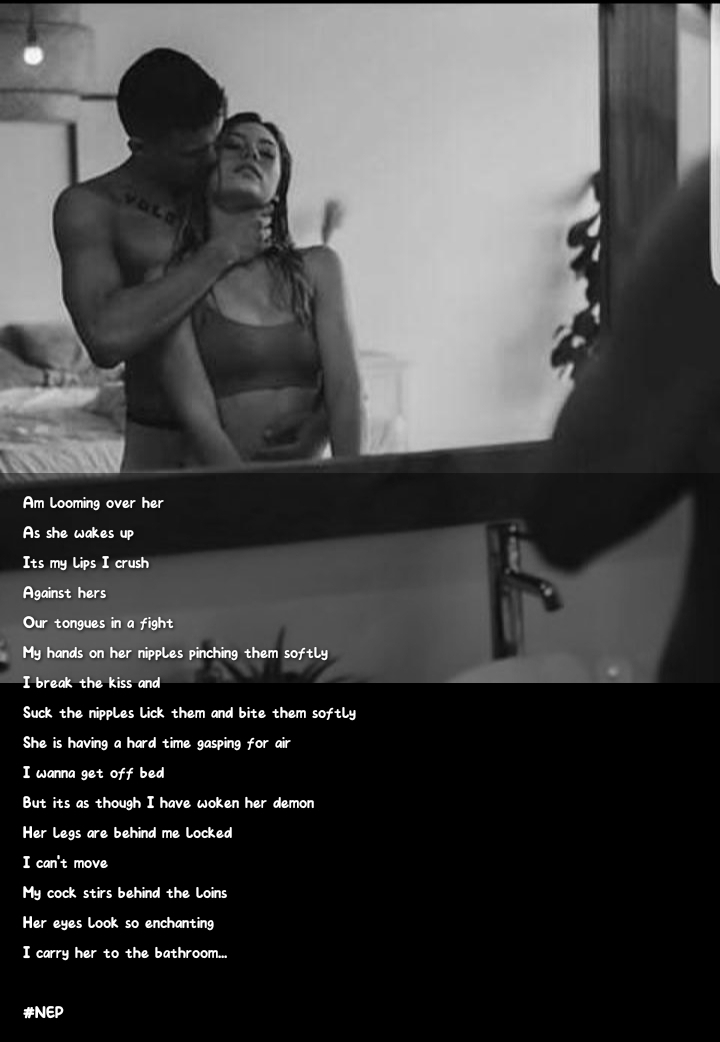 Am looming over her
As she wakes up
Its my lips I crush
Against hers
Our tongues in a fight
My hands on her nipples pinching them softly
I break the kiss and
Suck the nipples lick them and bite them softly
She is having a hard time gasping for air
I wanna get off bed
But its as though I have woken her demon
Her legs are behind me locked
I can't move
My cock stirs behind the loins
Her eyes look so enchanting
I carry her to the bathroom...
#NEP